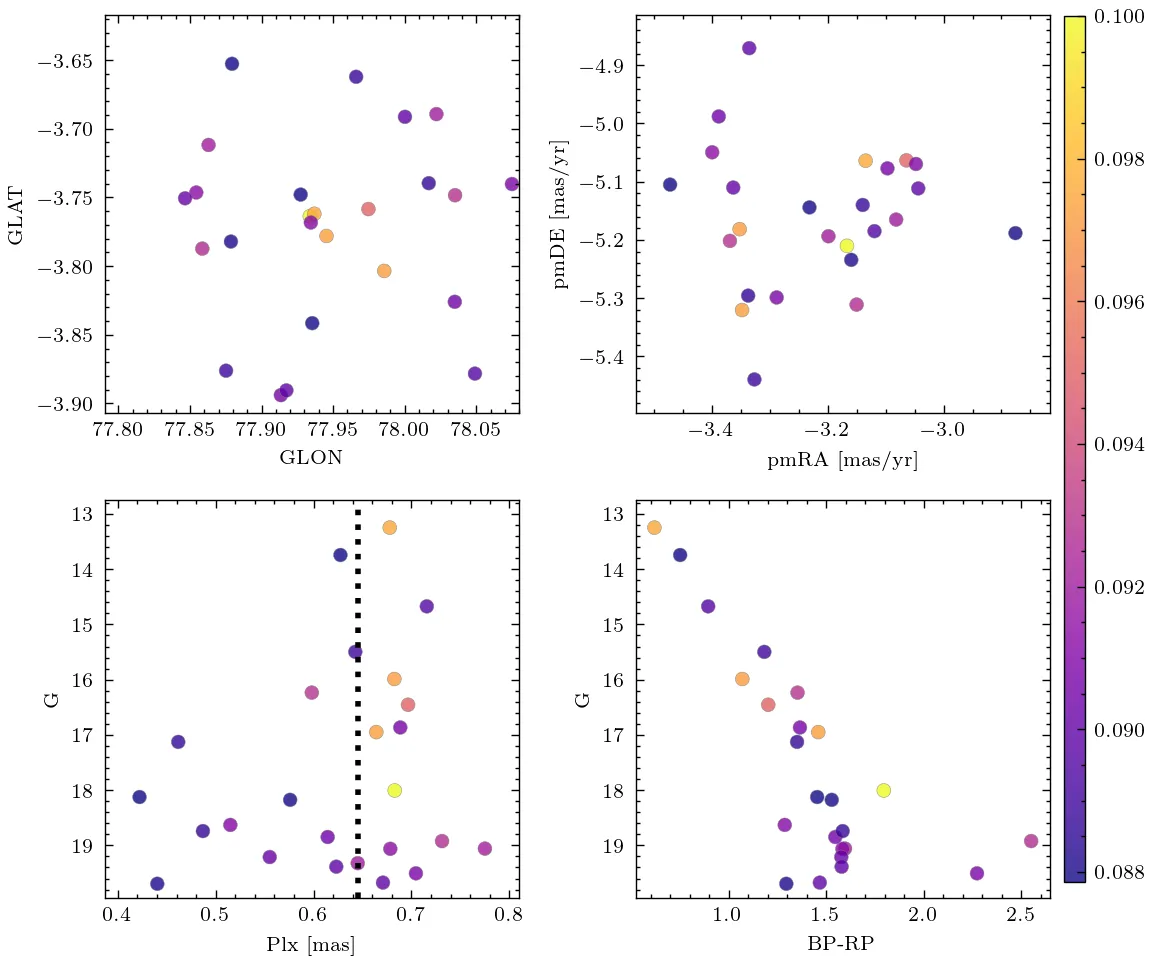 −3.65
−3.70
−3.75
−3.80
−3.85
−3.90
GLAT
77.80 77.85 77.90 77.95 78.00 78.05
GLON
−4.9
−5.0
−5.1
−5.2
−5.3
−5.4
pmDE [mas/yr]
−3.4 −3.2 −3.0
pmRA [mas/yr]
13
14
15
16
17
18
19
G
0.4 0.5 0.6 0.7 0.8
Plx [mas]
13
14
15
16
17
18
19
G
1.0 1.5 2.0 2.5
BP-RP
0.100
0.098
0.096
0.094
0.092
0.090
0.088